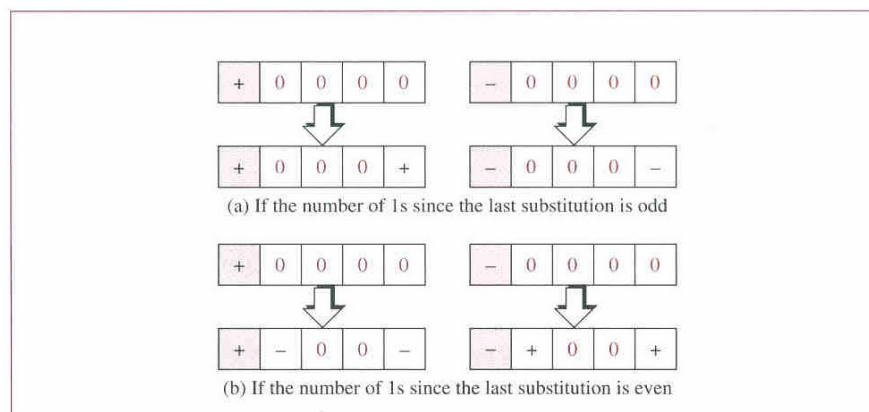 + 0 0 0 0 - 0 0 0 0
+ 0 0 0 + - 0 0 0 -
(a) If the number of 1s since the last substitution is odd
+ 0 0 0 0 - 0 0 0 0
+ - 0 0 - - + 0 0 +
(b) If the number of 1s since the last substitution is even